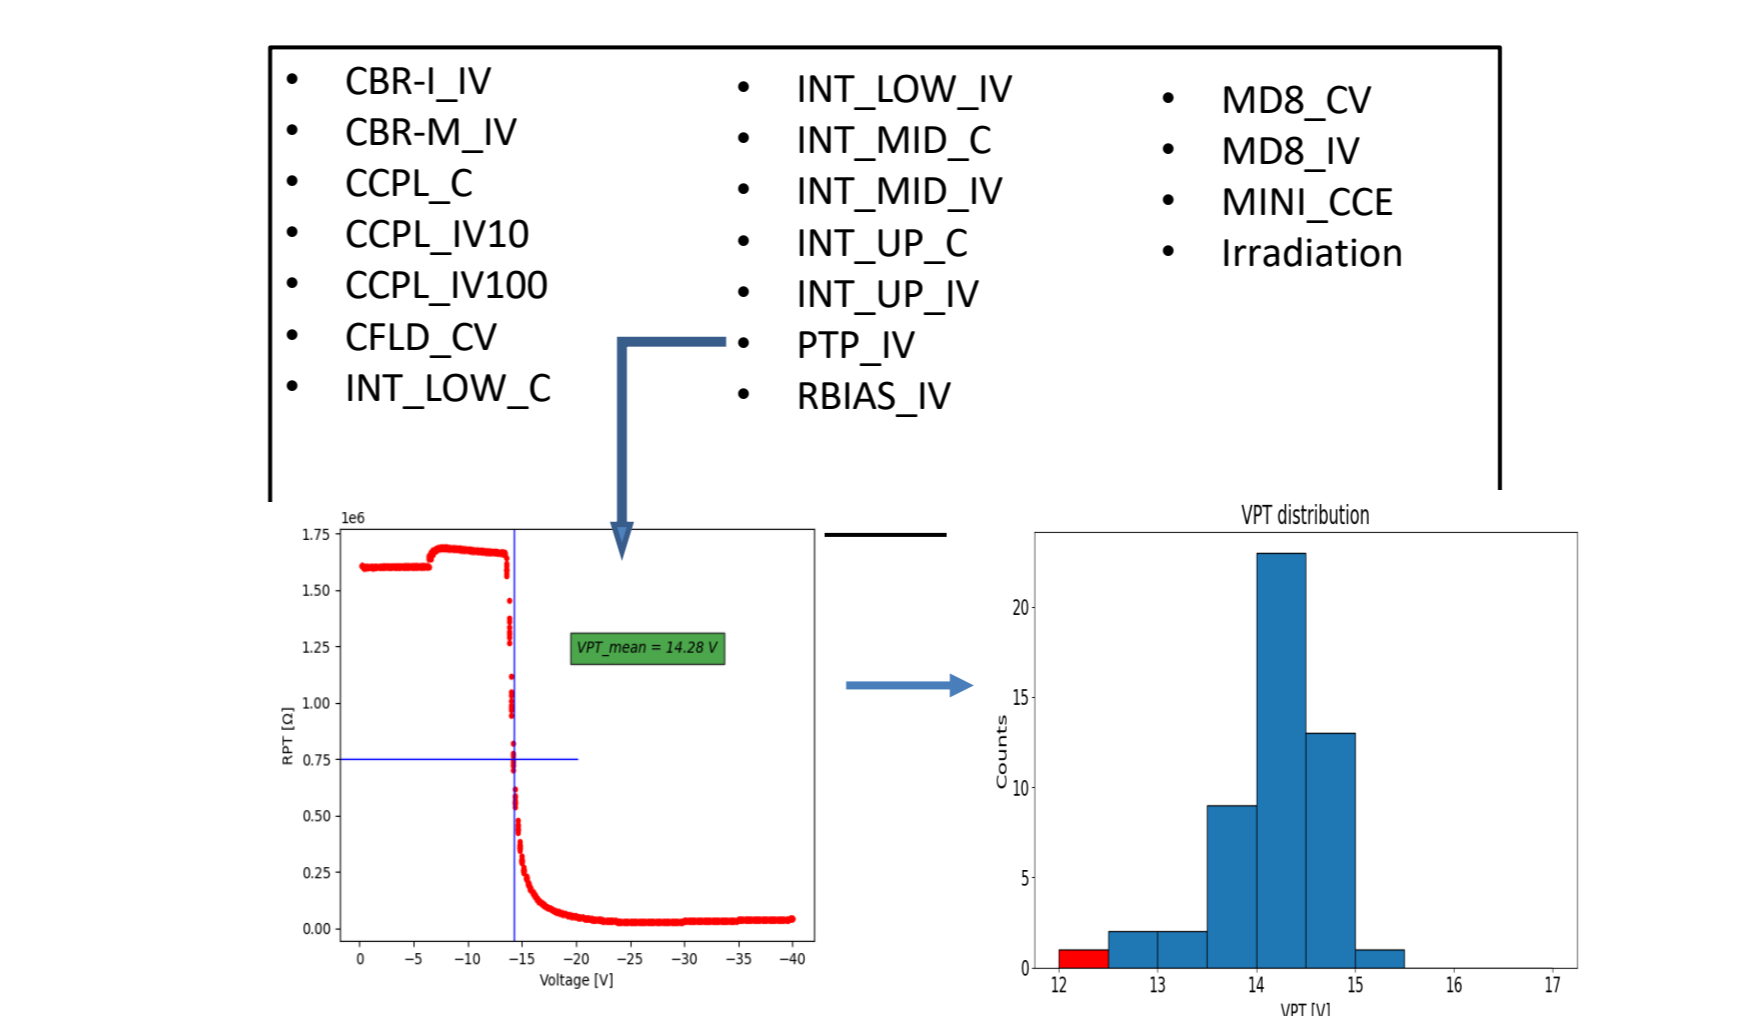 • CBR-I_IV
• CBR-M_IV
• CCPL_C
• CCPL_IV10
• CCPL_IV100
• CFLD_CV
• INT_LOW_C
• INT_LOW_IV
• INT_MID_C
• INT_MID_IV
• INT_UP_C
• INT_UP_IV
• PTP_IV
• RBIAS_IV
• MD8_CV
• MD8_IV
• MINI_CCE
• Irradiation
1e6
1.75
1.50
1.25
1.00
0.75
0.50
0.25
0.00
RPT [Ω]
VPT_mean = 14.28 V
0 −5 −10 −15 −20 −25 −30 −35 −40
Voltage [V]
VPT distribution
20
15
10
5
0
Counts
12 13 14 15 16 17
VPT [V]